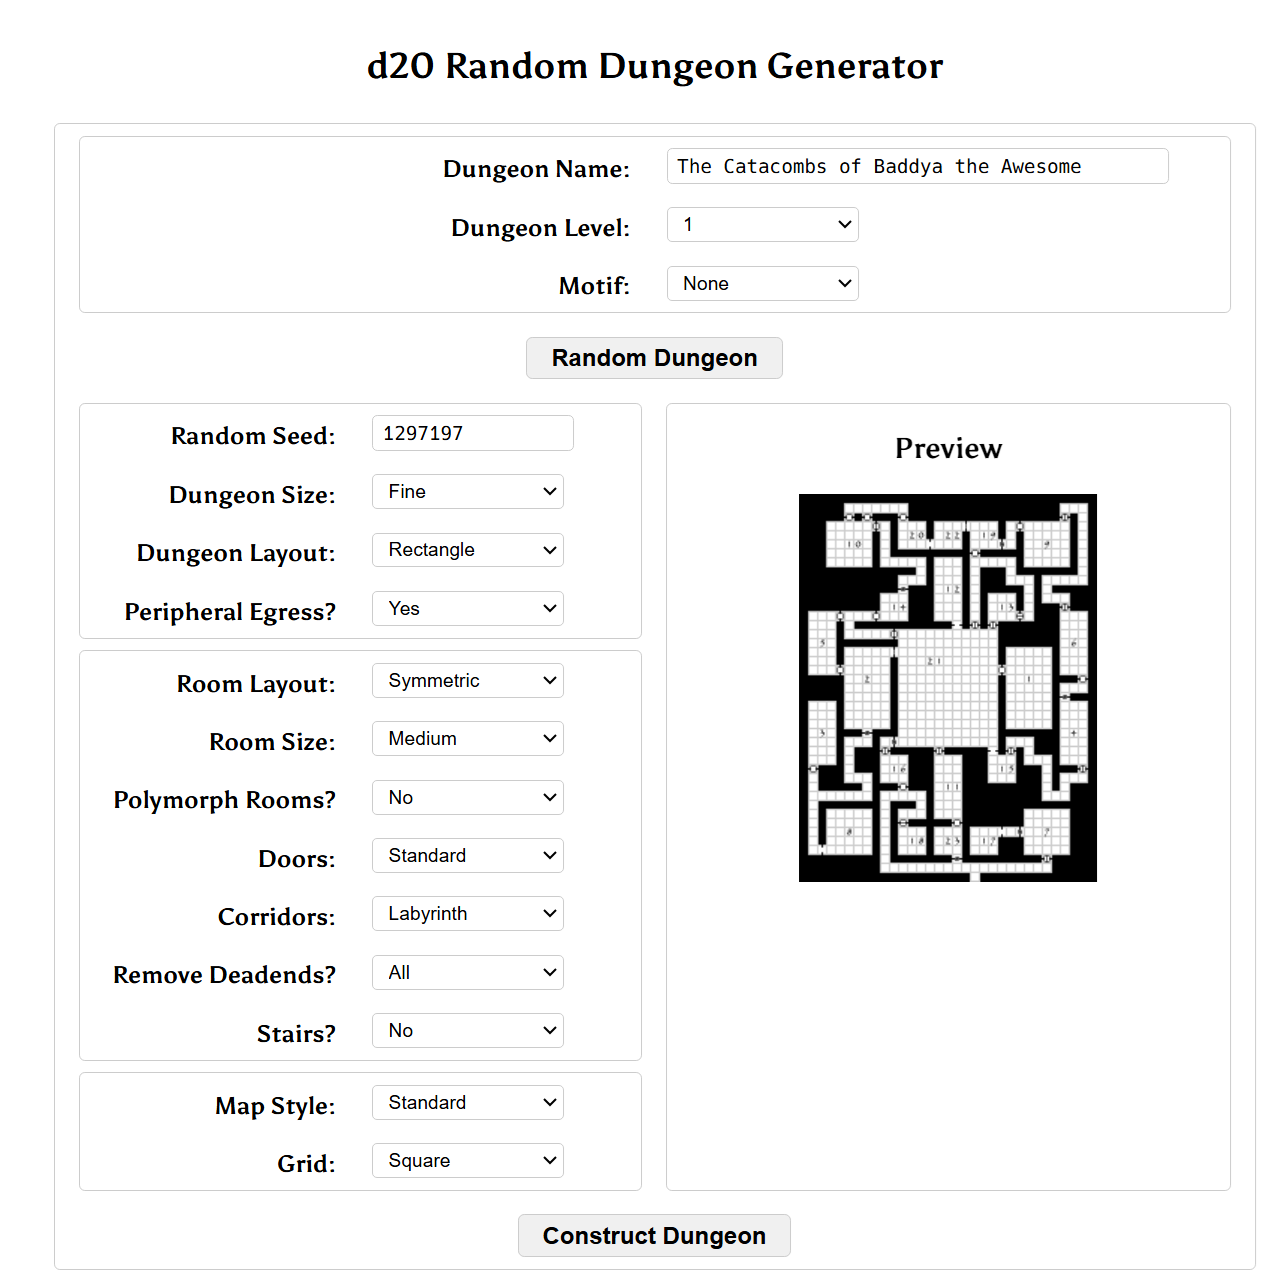 d20 Random Dungeon Generator
Dungeon Name: The Catacombs of Baddya the Awesome
Dungeon Level: 1
Motif: None
Random Dungeon
Random Seed: 1297197
Dungeon Size: Fine
Dungeon Layout: Rectangle
Peripheral Egress? Yes
Room Layout: Symmetric
Room Size: Medium
Polymorph Rooms? No
Doors: Standard
Corridors: Labyrinth
Remove Deadends? All
Stairs? No
Map Style: Standard
Grid: Square
Preview
10 20 22 19 9
12
14 13
5 6
21
2 1
3 4
16 15
11
8 18 23 17 7
Construct Dungeon